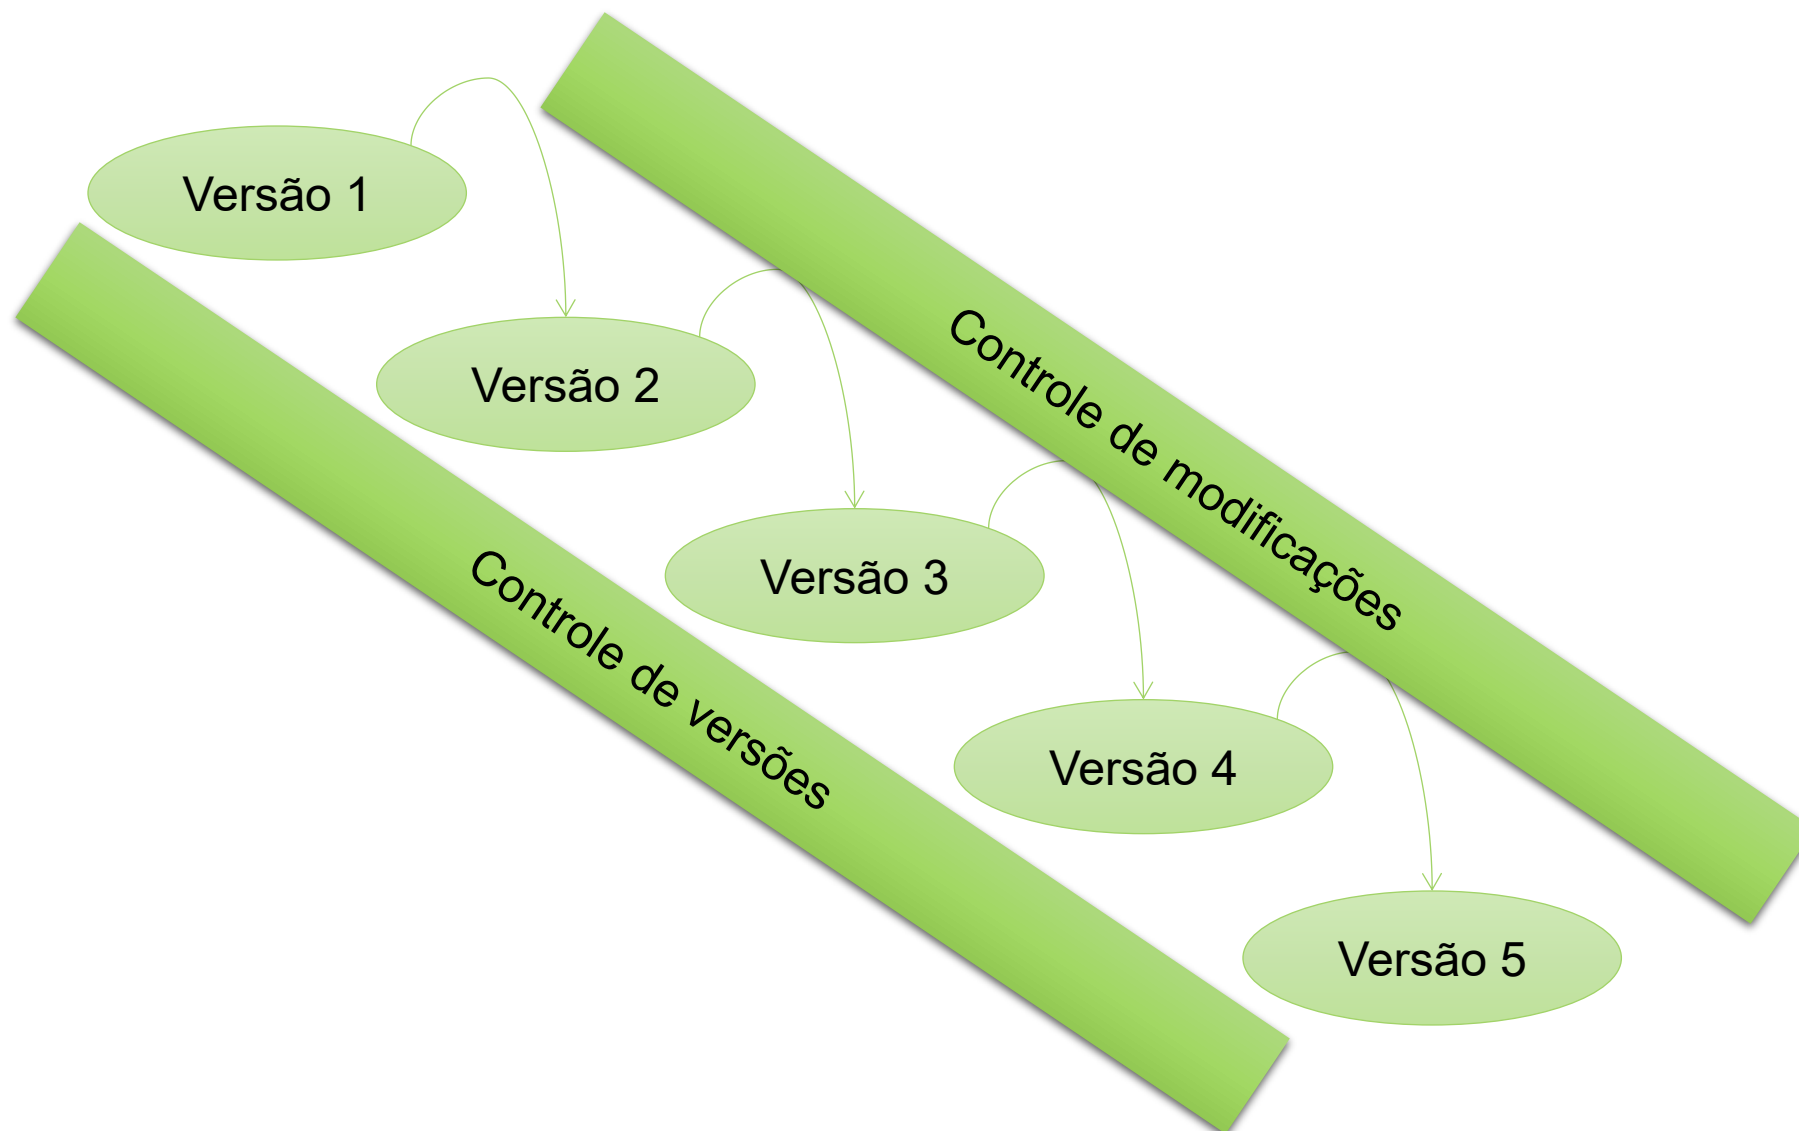 Versão 1
Versão 2
Controle de modificações
Versão 3
Controle de versões
Versão 4
Versão 5